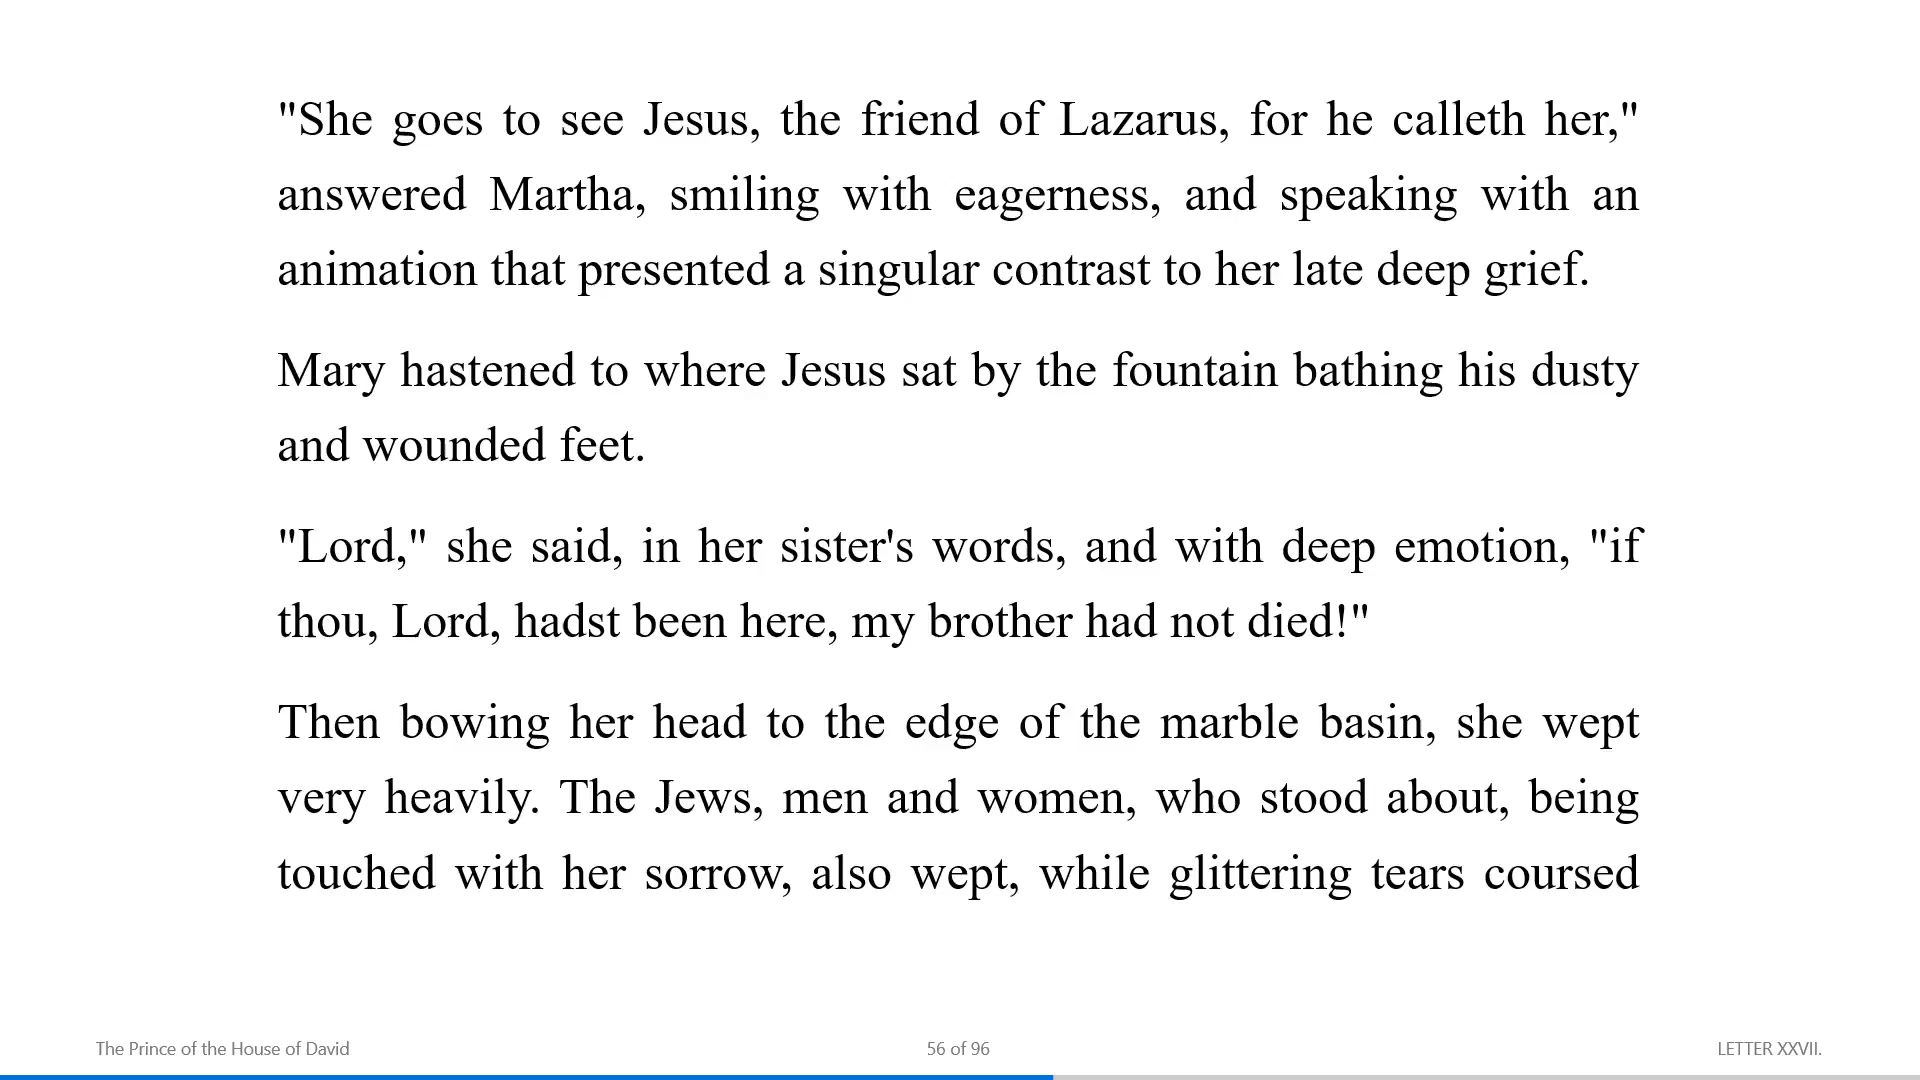 "She goes to see Jesus, the friend of Lazarus, for he calleth her,"
answered Martha, smiling with eagerness, and speaking with an
animation that presented a singular contrast to her late deep grief.
Mary hastened to where Jesus sat by the fountain bathing his dusty
and wounded feet.
"Lord," she said, in her sister's words, and with deep emotion, "if
thou, Lord, hadst been here, my brother had not died!"
Then bowing her head to the edge of the marble basin, she wept
very heavily. The Jews, men and women, who stood about, being
touched with her sorrow, also wept, while glittering tears coursed
The Prince of the House of David
56 of 96
LETTER XXVII.